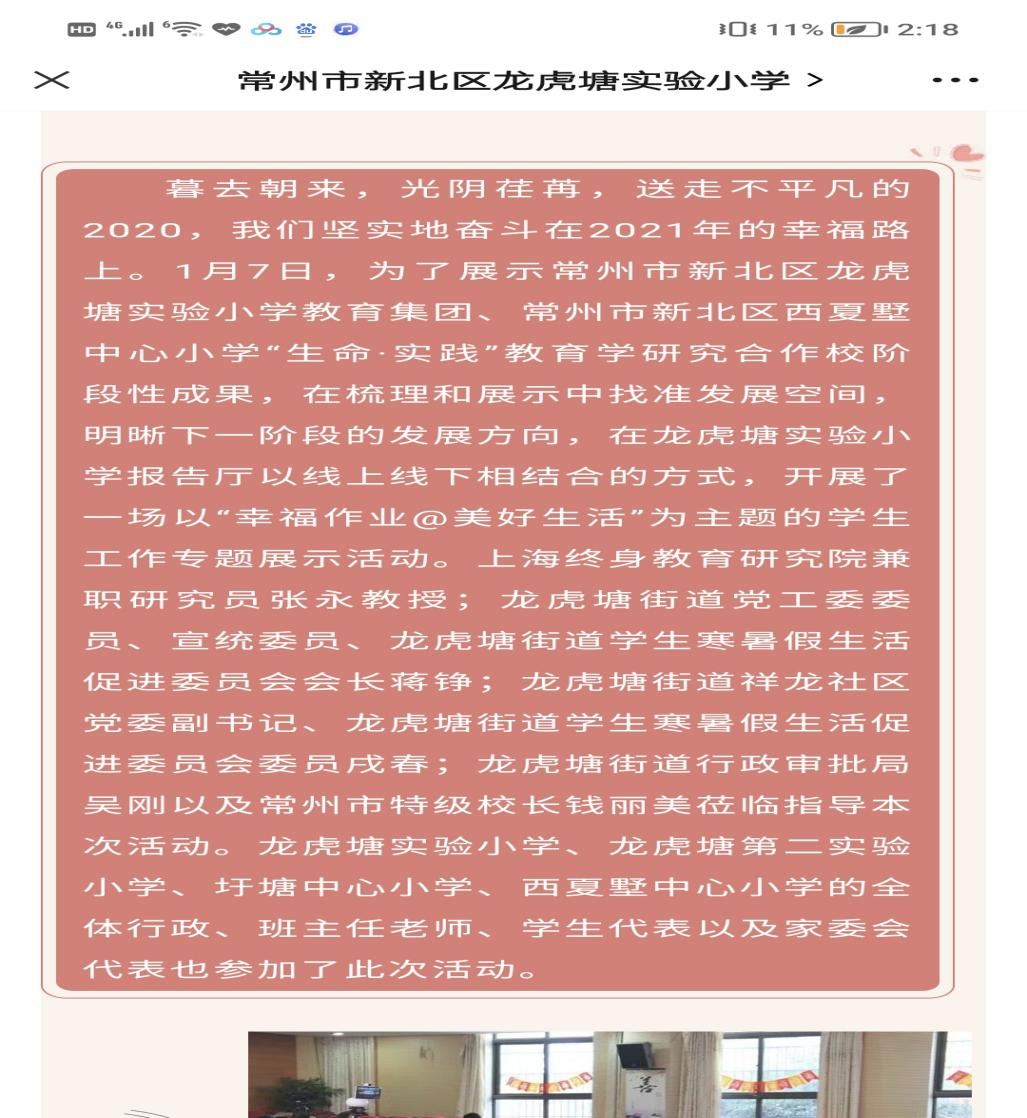 HD 4G 6 11% 2:18
常州市新北区龙虎塘实验小学 >
暮去朝来，光阴荏苒，送走不平凡的
2020，我们坚实地奋斗在2021年的幸福路
上。1月7日，为了展示常州市新北区龙虎
塘实验小学教育集团、常州市新北区西夏墅
中心小学“生命·实践”教育学研究合作校阶
段性成果，在梳理和展示中找准发展空间，
明晰下一阶段的发展方向，在龙虎塘实验小
学报告厅以线上线下相结合的方式，开展了
一场以“幸福作业@美好生活”为主题的学生
工作专题展示活动。上海终身教育研究院兼
职研究员张永教授；龙虎塘街道党工委委
员、宣统委员、龙虎塘街道学生寒暑假生活
促进委员会会长蒋铮；龙虎塘街道祥龙社区
党委副书记、龙虎塘街道学生寒暑假生活促
进委员会委员戌春；龙虎塘街道行政审批局
吴刚以及常州市特级校长钱丽美莅临指导本
次活动。龙虎塘实验小学、龙虎塘第二实验
小学、圩塘中心小学、西夏墅中心小学的全
体行政、班主任老师、学生代表以及家委会
代表也参加了此次活动。
善